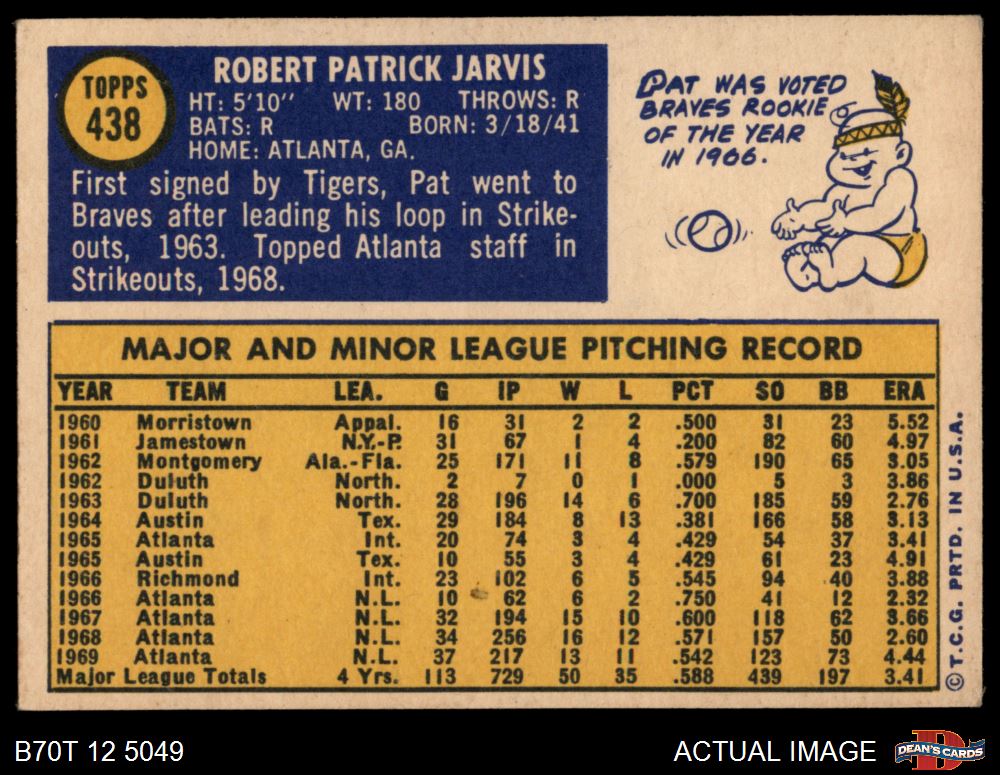 TOPPS
438
ROBERT PATRICK JARVIS
HT: 5'10" WT: 180 THROWS: R
BATS: R BORN: 3/18/41
HOME: ATLANTA, GA.
First signed by Tigers, Pat went to
Braves after leading his loop in Strike-
outs, 1963. Topped Atlanta staff in
Strikeouts, 1968.
PAT WAS VOTED
BRAVES ROOKIE
OF THE YEAR
IN 1966.
MAJOR AND MINOR LEAGUE PITCHING RECORD
YEAR TEAM LEA. G IP W L PCT SO BB ERA
1960 Morristown Appal. 16 31 2 2 .500 31 23 5.52
1961 Jamestown N.Y.-P. 31 67 1 4 .200 82 60 4.97
1962 Montgomery Ala.-Fla. 25 171 11 8 .579 190 65 3.05
1962 Duluth North. 2 7 0 1 .000 5 3 3.86
1963 Duluth North. 28 196 14 6 .700 185 59 2.76
1964 Austin Tex. 29 184 8 13 .381 166 58 3.13
1965 Atlanta Int. 20 74 3 4 .429 54 37 3.41
1965 Austin Tex. 10 55 3 4 .429 61 23 4.91
1966 Richmond Int. 23 102 6 5 .545 94 40 3.88
1966 Atlanta N.L. 10 62 6 2 .750 41 12 2.32
1967 Atlanta N.L. 32 194 15 10 .600 118 62 3.66
1968 Atlanta N.L. 34 256 16 12 .571 157 50 2.60
1969 Atlanta N.L. 37 217 13 11 .542 123 73 4.44
Major League Totals 4 Yrs. 113 729 50 35 .588 439 197 3.41
©T.C.G. PRTD. IN U.S.A.
B70T 12 5049
ACTUAL IMAGE
D
DEAN'S CARDS